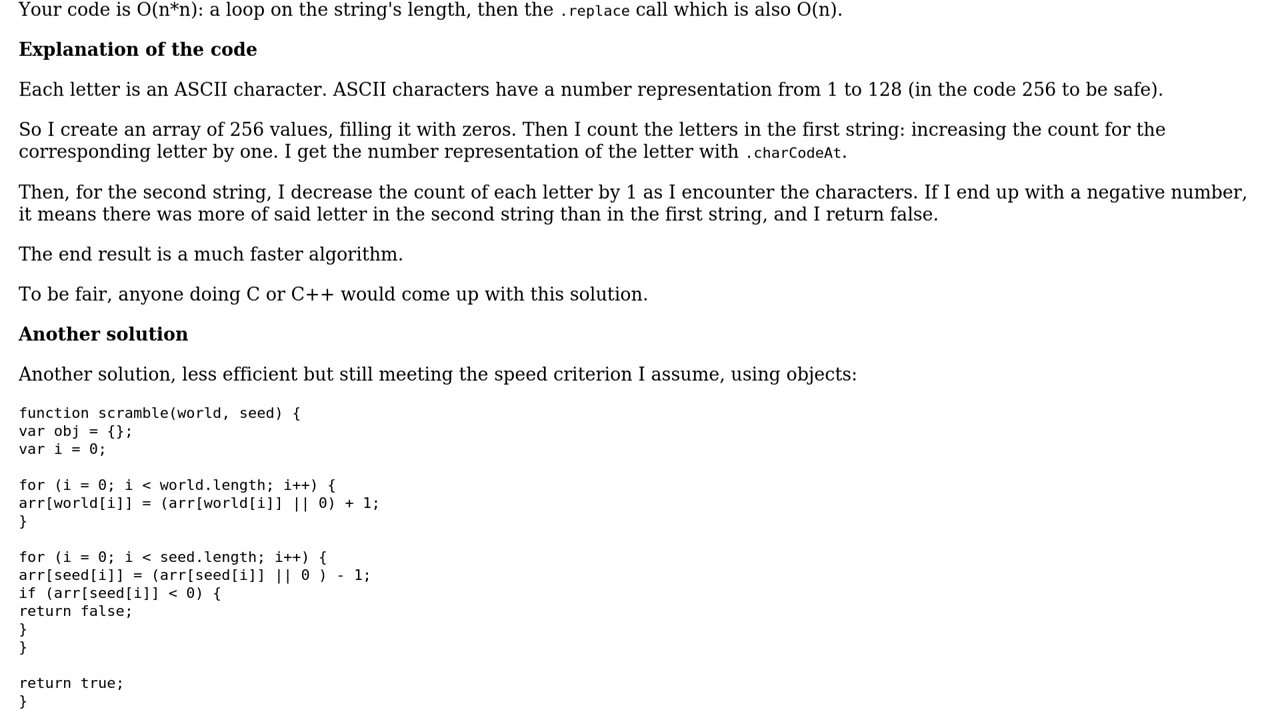 Your code is O(n*n): a loop on the string's length, then the .replace call which is also O(n).
Explanation of the code
Each letter is an ASCII character. ASCII characters have a number representation from 1 to 128 (in the code 256 to be safe).
So I create an array of 256 values, filling it with zeros. Then I count the letters in the first string: increasing the count for the
corresponding letter by one. I get the number representation of the letter with .charCodeAt.
Then, for the second string, I decrease the count of each letter by 1 as I encounter the characters. If I end up with a negative number,
it means there was more of said letter in the second string than in the first string, and I return false.
The end result is a much faster algorithm.
To be fair, anyone doing C or C++ would come up with this solution.
Another solution
Another solution, less efficient but still meeting the speed criterion I assume, using objects:
function scramble(world, seed) {
var obj = {};
var i = 0;
for (i = 0; i < world.length; i++) {
arr[world[i]] = (arr[world[i]] || 0) + 1;
}
for (i = 0; i < seed.length; i++) {
arr[seed[i]] = (arr[seed[i]] || 0 ) - 1;
if (arr[seed[i]] < 0) {
return false;
}
}
return true;
}